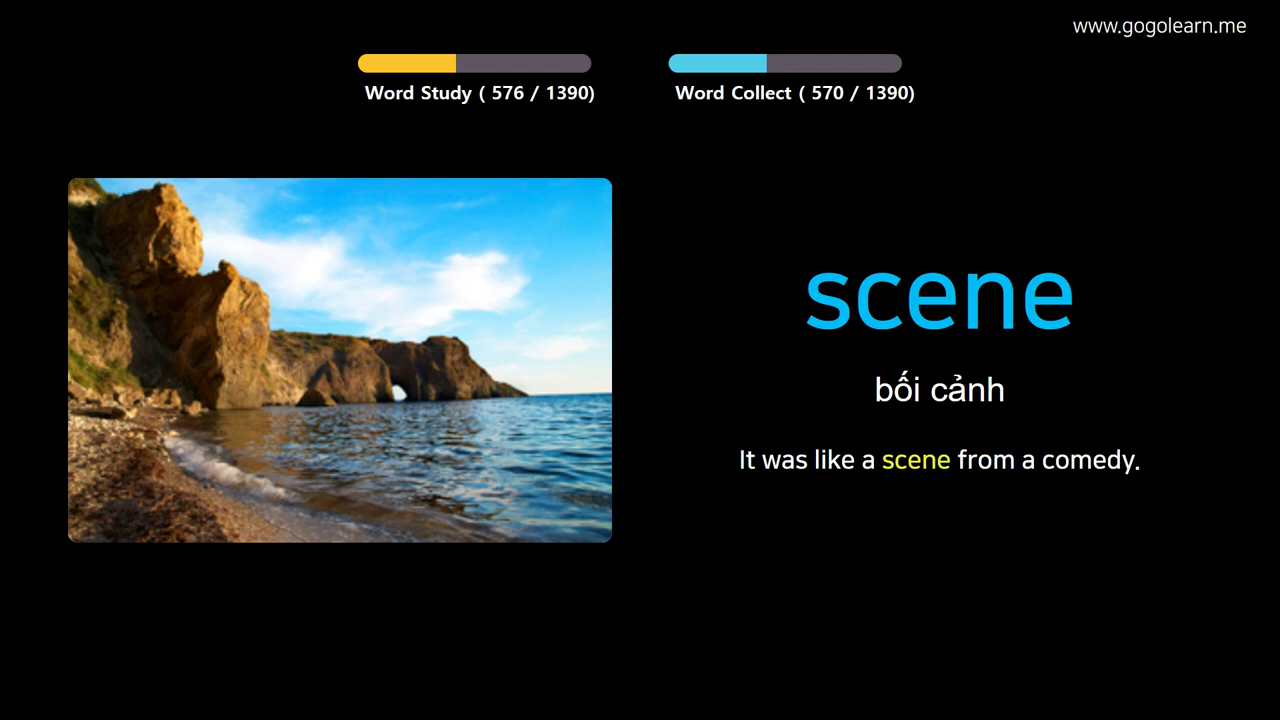 www.gogolearn.me
Word Study ( 576 / 1390)
Word Collect ( 570 / 1390)
scene
bối cảnh
It was like a scene from a comedy.